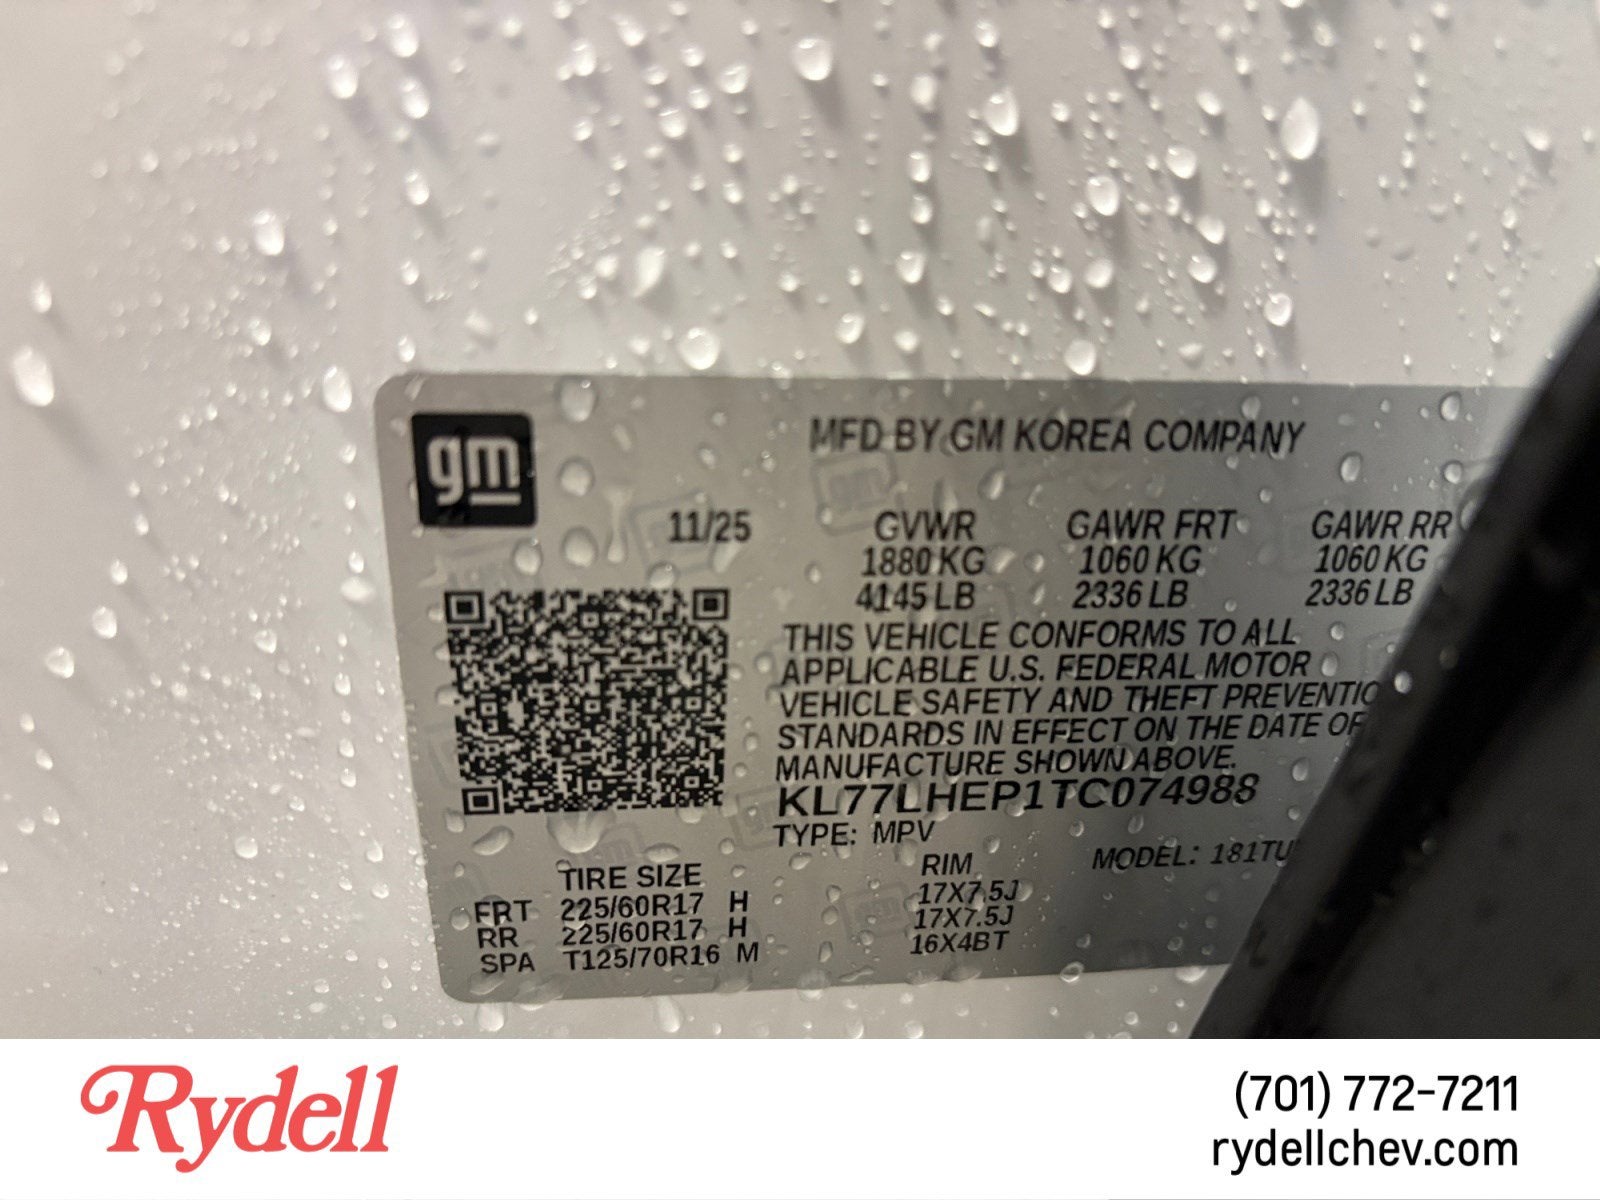 gm
MFD BY GM KOREA COMPANY
11/25 GVWR GAWR FRT GAWR RR
1880 KG 1060 KG 1060 KG
4145 LB 2336 LB 2336 LB
THIS VEHICLE CONFORMS TO ALL
APPLICABLE U.S. FEDERAL MOTOR
VEHICLE SAFETY AND THEFT PREVENTIO
STANDARDS IN EFFECT ON THE DATE OF
MANUFACTURE SHOWN ABOVE.
KL77LHEP1TC074988
TYPE: MPV MODEL: 181TU
TIRE SIZE RIM
FRT 225/60R17 H 17X7.5J
RR 225/60R17 H 17X7.5J
SPA T125/70R16 M 16X4BT
Rydell
(701) 772-7211
rydellchev.com